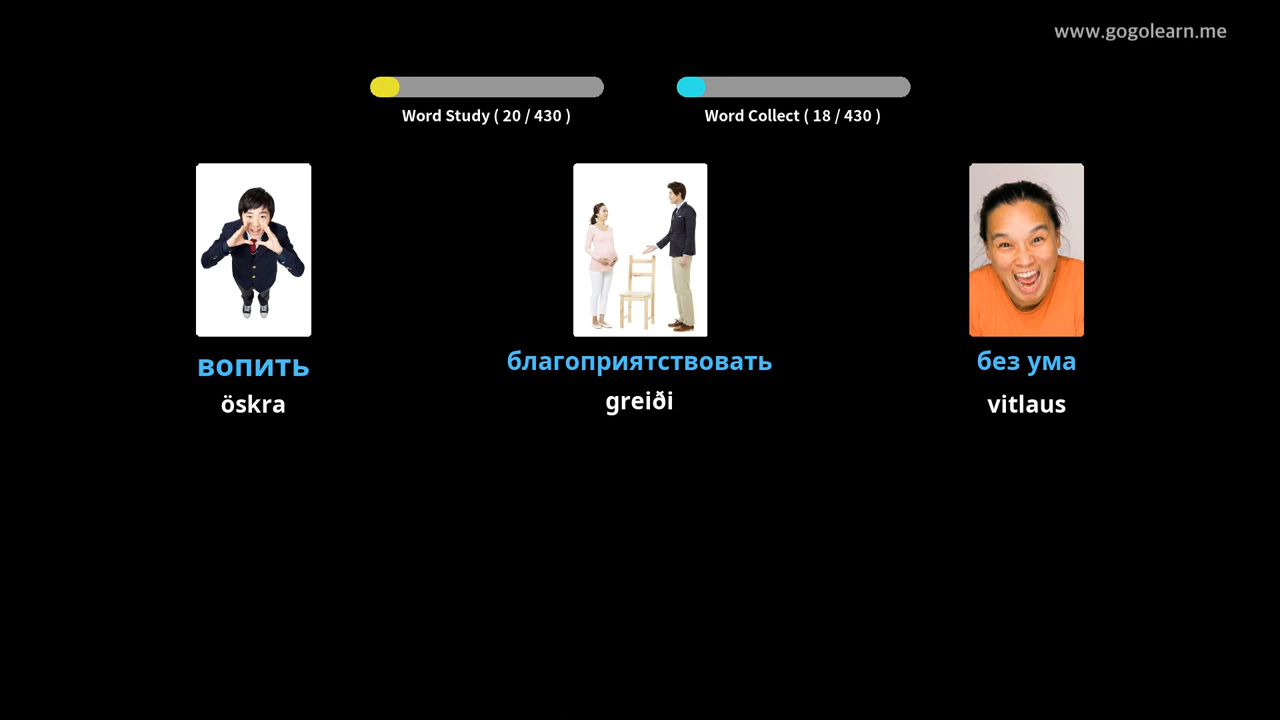 www.gogolearn.me
Word Study ( 20 / 430 )
Word Collect ( 18 / 430 )
вопить
öskra
благоприятствовать
greiði
без ума
vitlaus